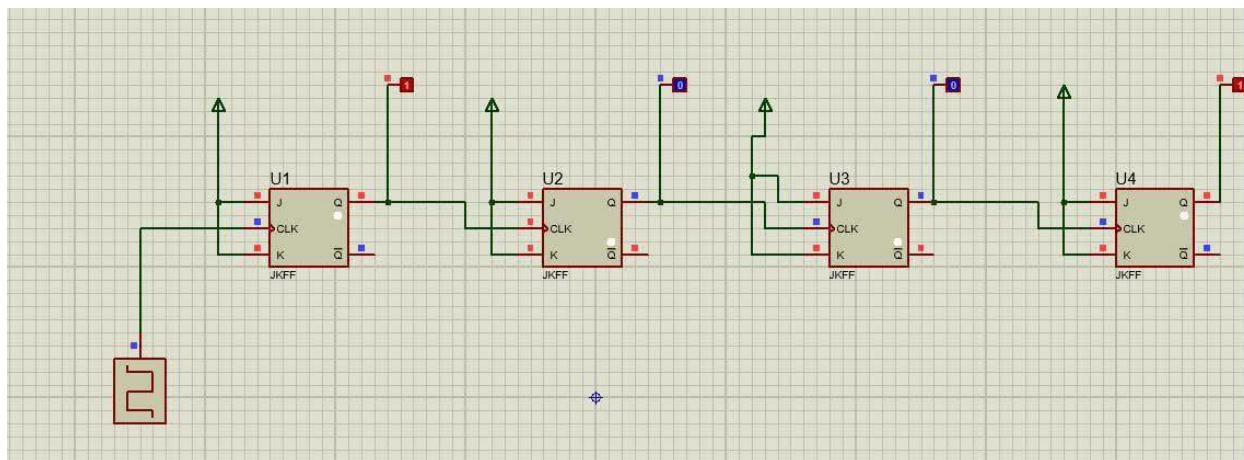 1 0 0 1
U1 U2 U3 U4
J Q J Q J Q J Q
CLK CLK CLK CLK
K Q K Q K Q K Q
JKFF JKFF JKFF JKFF